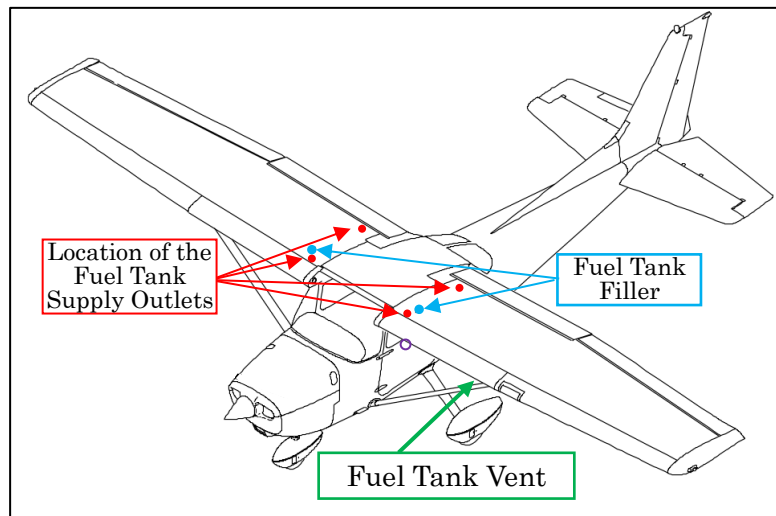 Location of the
Fuel Tank
Supply Outlets
Fuel Tank
Filler
Fuel Tank Vent